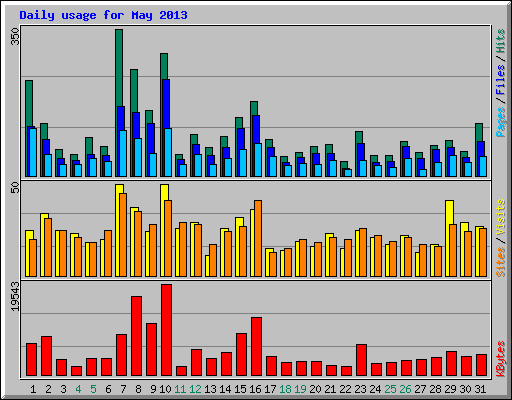 Daily usage for May 2013
350
Pages / Files / Hits
50
Sites / Visits
19543
KBytes
1 2 3 4 5 6 7 8 9 10 11 12 13 14 15 16 17 18 19 20 21 22 23 24 25 26 27 28 29 30 31